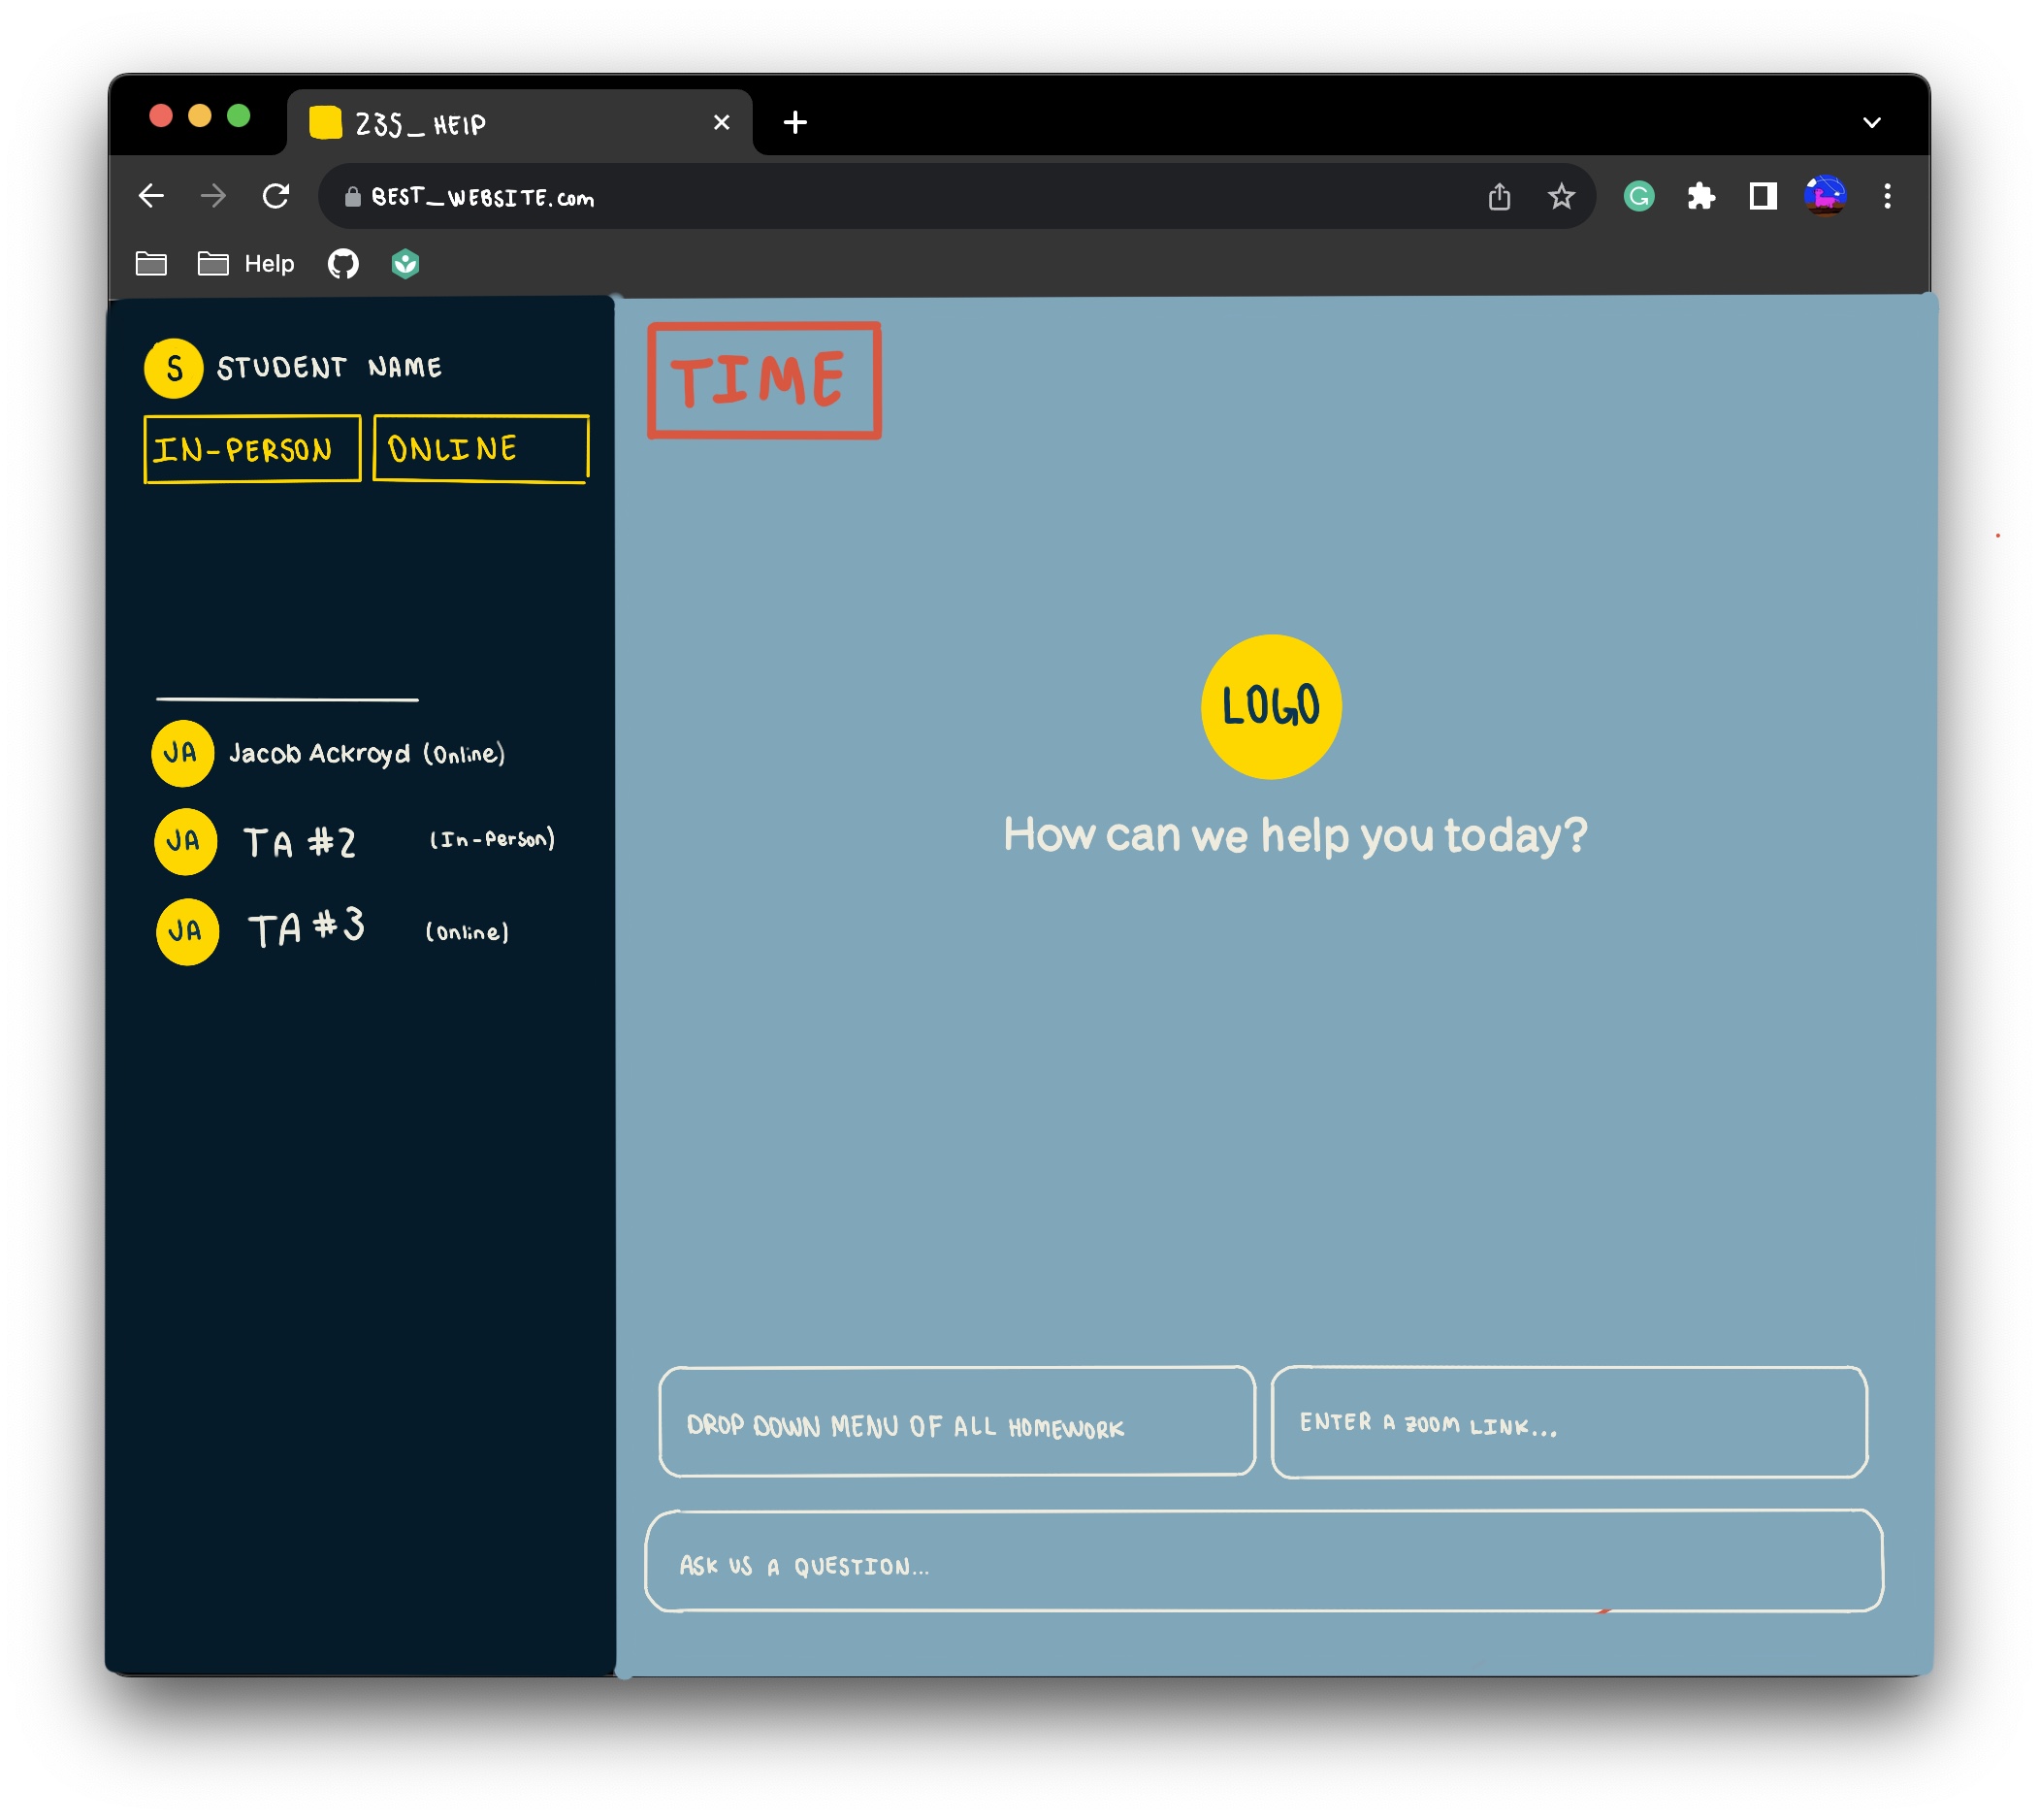 235_HElP
BEST_WEBSITE.com
Help
S STUDENT NAME
IN-PERSON ONLINE
JA Jacob Ackroyd (Online)
JA TA #2 (In-Person)
JA TA #3 (Online)
TIME
LOGO
How can we help you today?
DROP DOWN MENU OF ALL HOMEWORK
ENTER A ZOOM LINK...
ASK US A QUESTION...